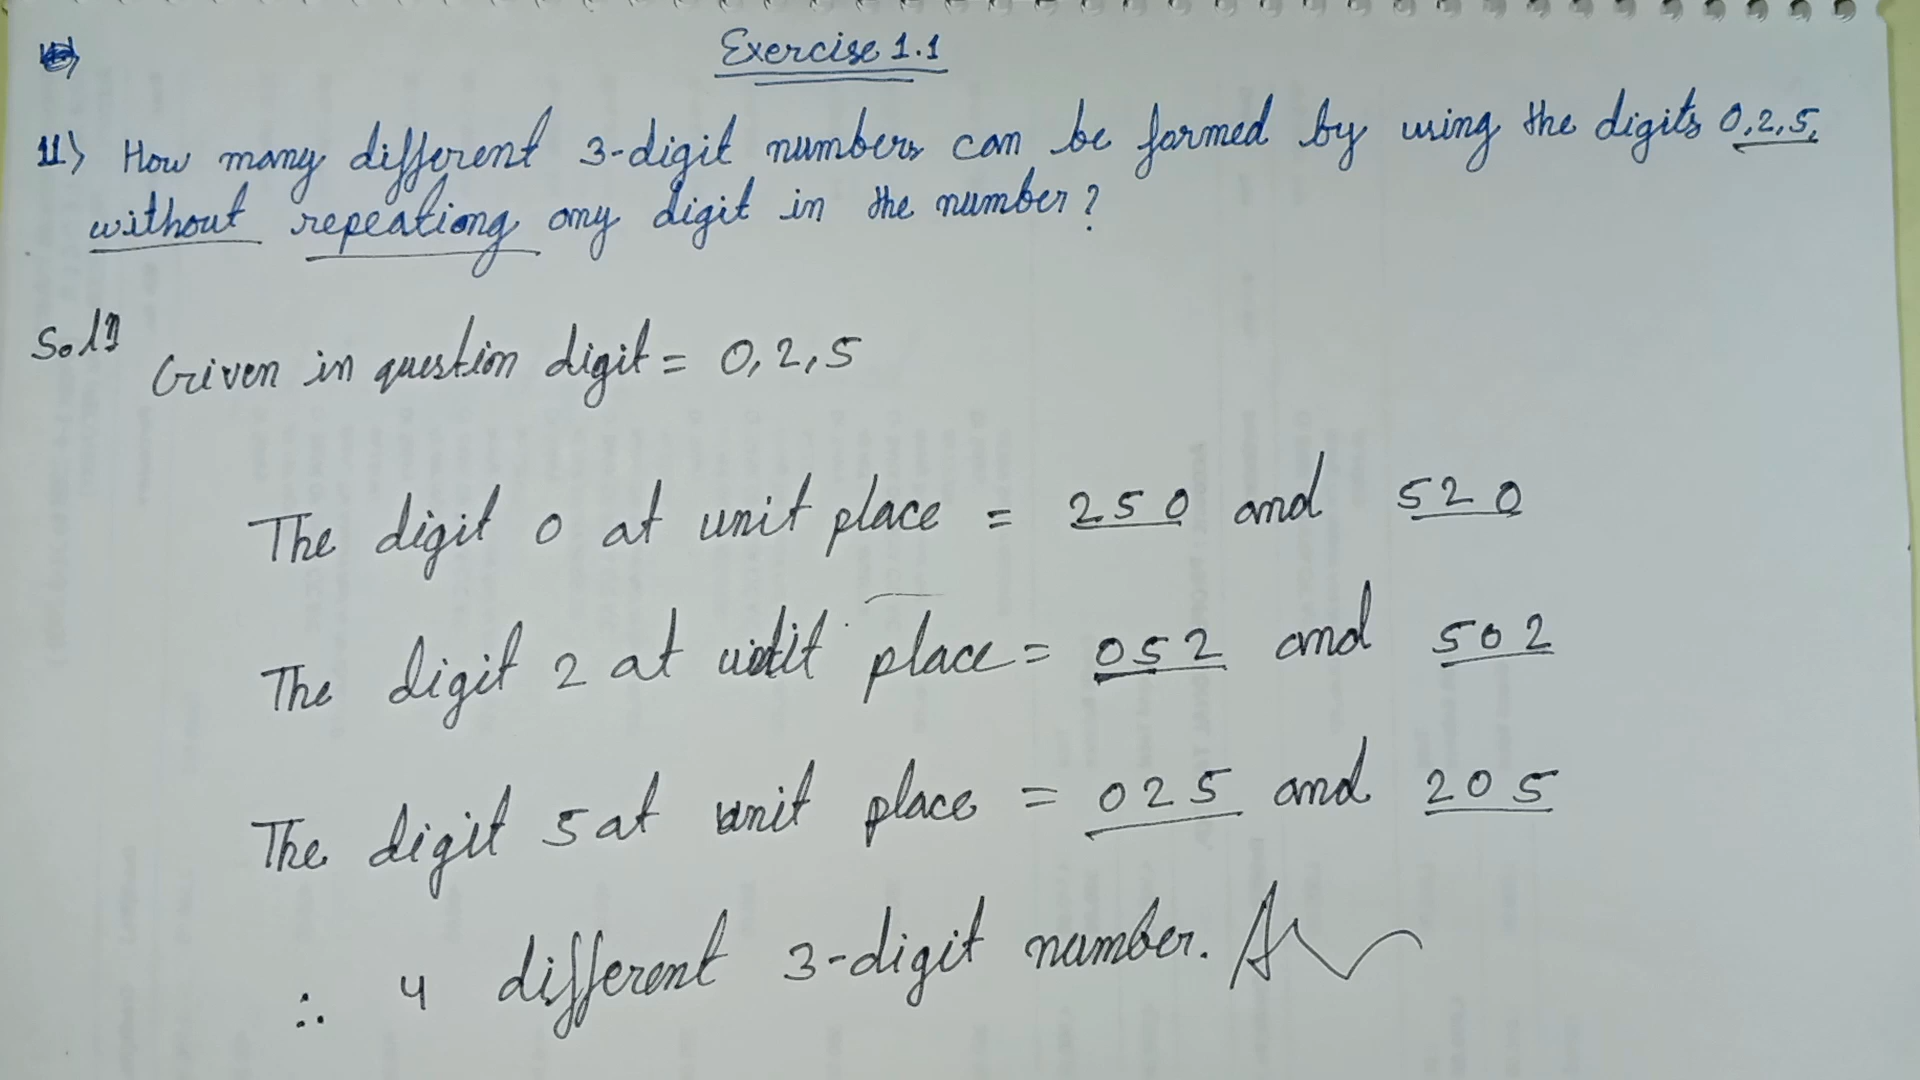 Exercise 1.1
11) How many different 3-digit numbers can be formed by using the digits 0,2,5,
without repeationg any digit in the number?
Soln
Given in question digit = 0,2,5
The digit 0 at unit place = 250 and 520
The digit 2 at unit place = 052 and 502
The digit 5 at unit place = 025 and 205
∴ 4 different 3-digit number.